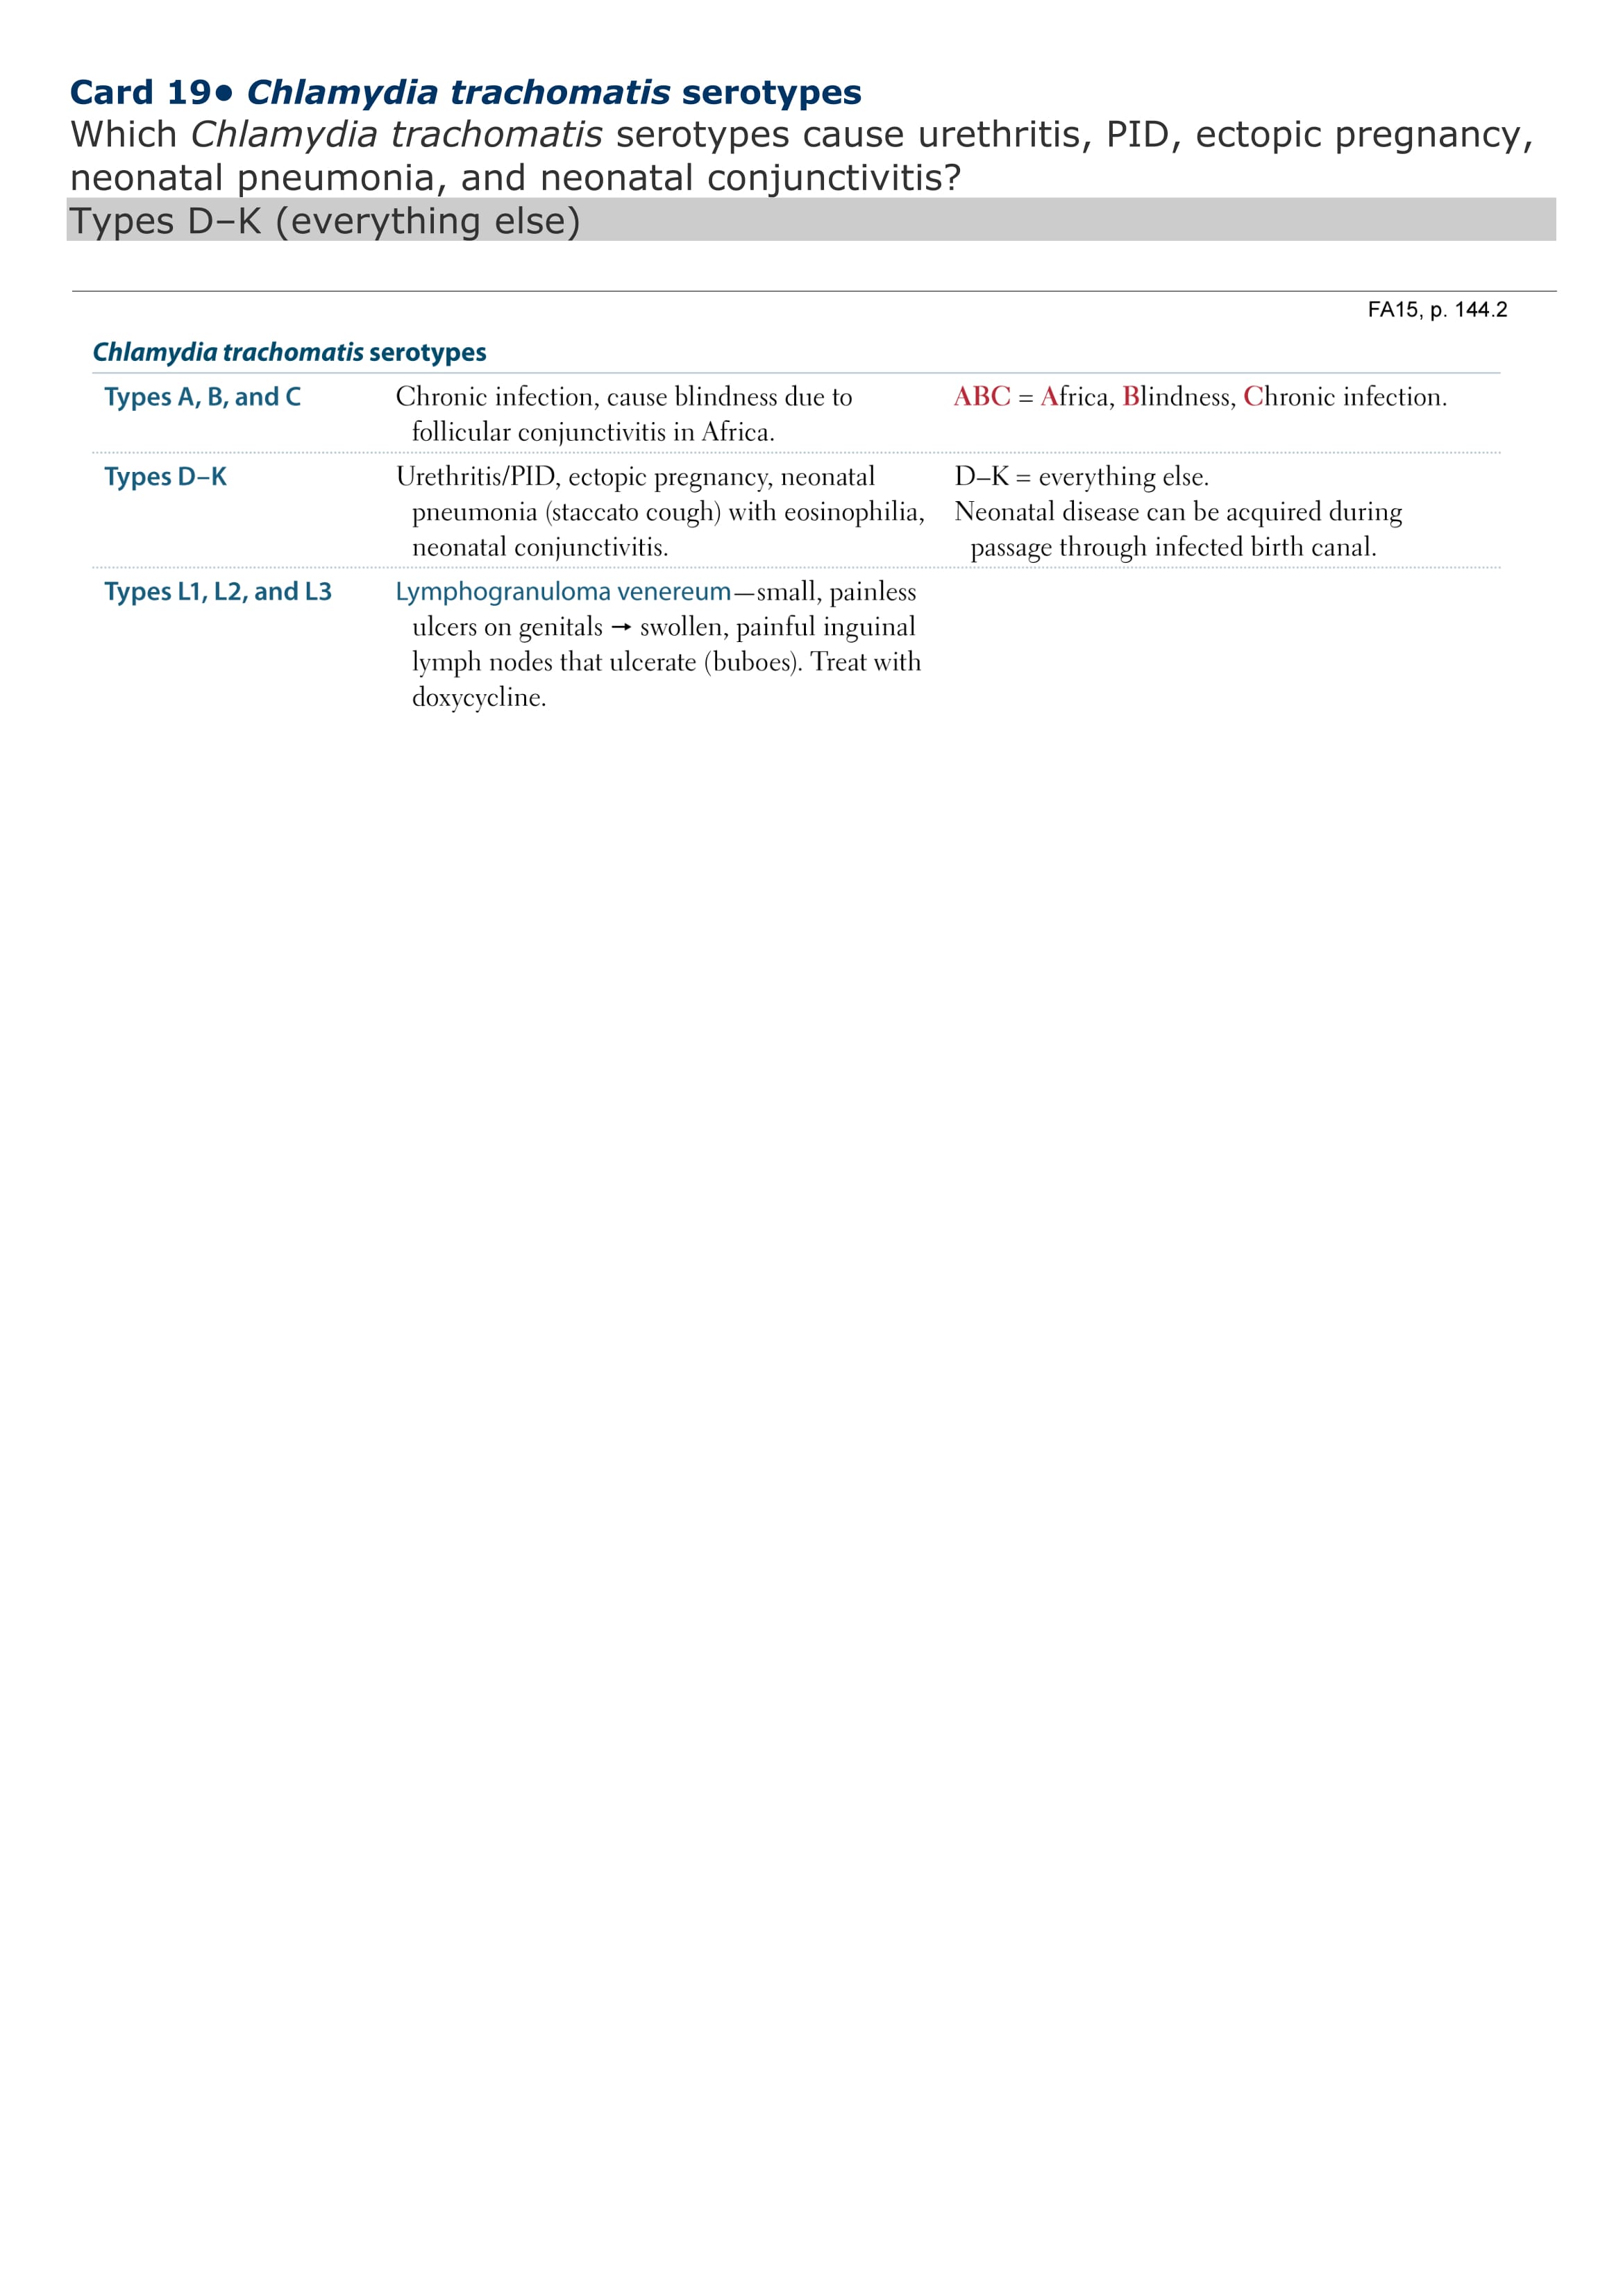 Card 19• Chlamydia trachomatis serotypes
Which Chlamydia trachomatis serotypes cause urethritis, PID, ectopic pregnancy,
neonatal pneumonia, and neonatal conjunctivitis?
Types D–K (everything else)
FA15, p. 144.2
Chlamydia trachomatis serotypes
Types A, B, and C
Chronic infection, cause blindness due to
follicular conjunctivitis in Africa.
ABC = Africa, Blindness, Chronic infection.
Types D–K
Urethritis/PID, ectopic pregnancy, neonatal
pneumonia (staccato cough) with eosinophilia,
neonatal conjunctivitis.
D–K = everything else.
Neonatal disease can be acquired during
passage through infected birth canal.
Types L1, L2, and L3
Lymphogranuloma venereum—small, painless
ulcers on genitals → swollen, painful inguinal
lymph nodes that ulcerate (buboes). Treat with
doxycycline.